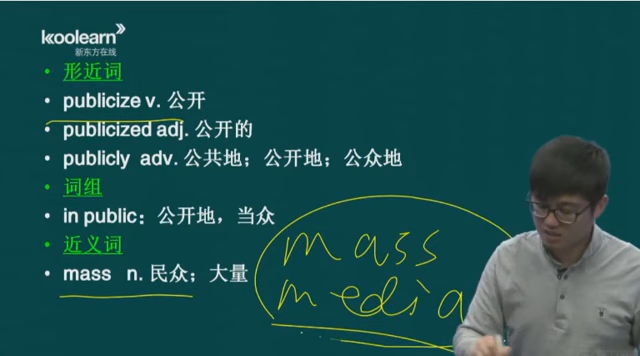 koolearn
新东方在线
• 形近词
• publicize v. 公开
• publicized adj. 公开的
• publicly adv. 公共地；公开地；公众地
• 词组
• in public：公开地，当众
• 近义词
• mass n. 民众；大量
mass
media